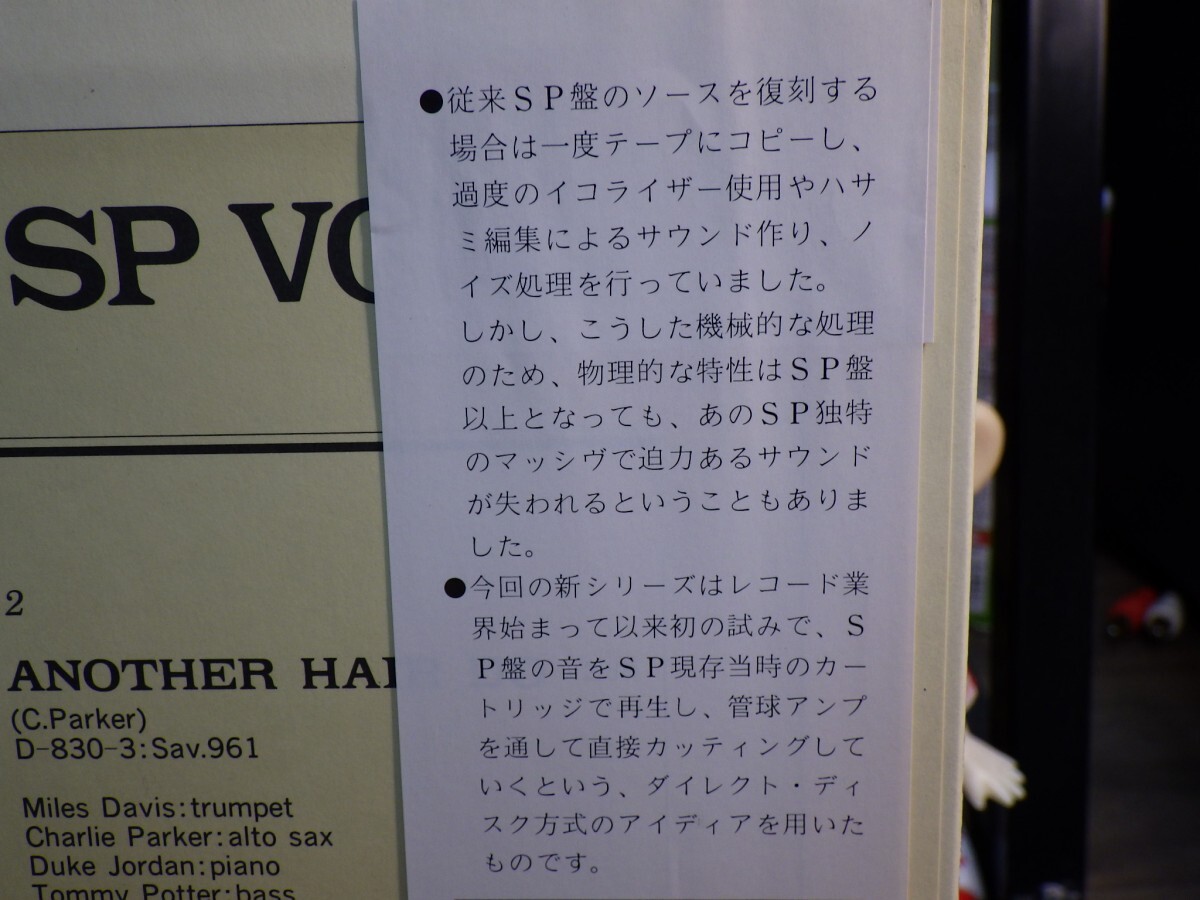 SP VO
2
ANOTHER HAI
(C.Parker)
D-830-3:Sav.961
Miles Davis:trumpet
Charlie Parker:alto sax
Duke Jordan:piano
Tommy Potter:bass
●従来SP盤のソースを復刻する
場合は一度テープにコピーし、
過度のイコライザー使用やハサ
ミ編集によるサウンド作り、ノ
イズ処理を行っていました。
しかし、こうした機械的な処理
のため、物理的な特性はSP盤
以上となっても、あのSP独特
のマッシヴで迫力あるサウンド
が失われるということもありま
した。
●今回の新シリーズはレコード業
界始まって以来初の試みで、S
P盤の音をSP現存当時のカー
トリッジで再生し、管球アンプ
を通して直接カッティングして
いくという、ダイレクト・ディ
スク方式のアイディアを用いた
ものです。